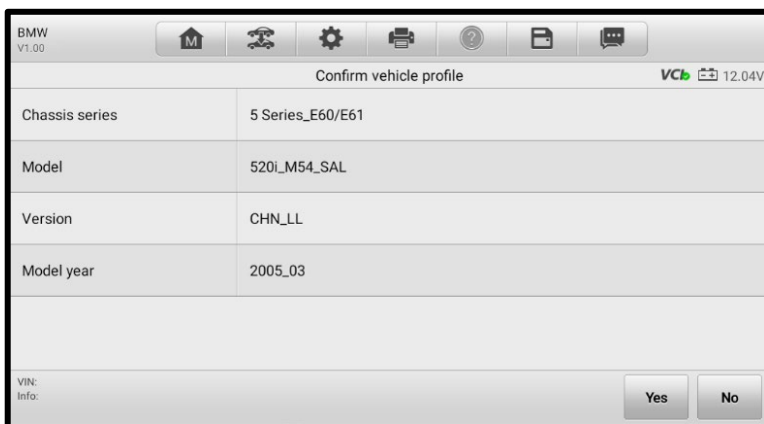 BMW
V1.00
M
Confirm vehicle profile
VCI 12.04V
Chassis series 5 Series_E60/E61
Model 520i_M54_SAL
Version CHN_LL
Model year 2005_03
VIN:
Info:
Yes No